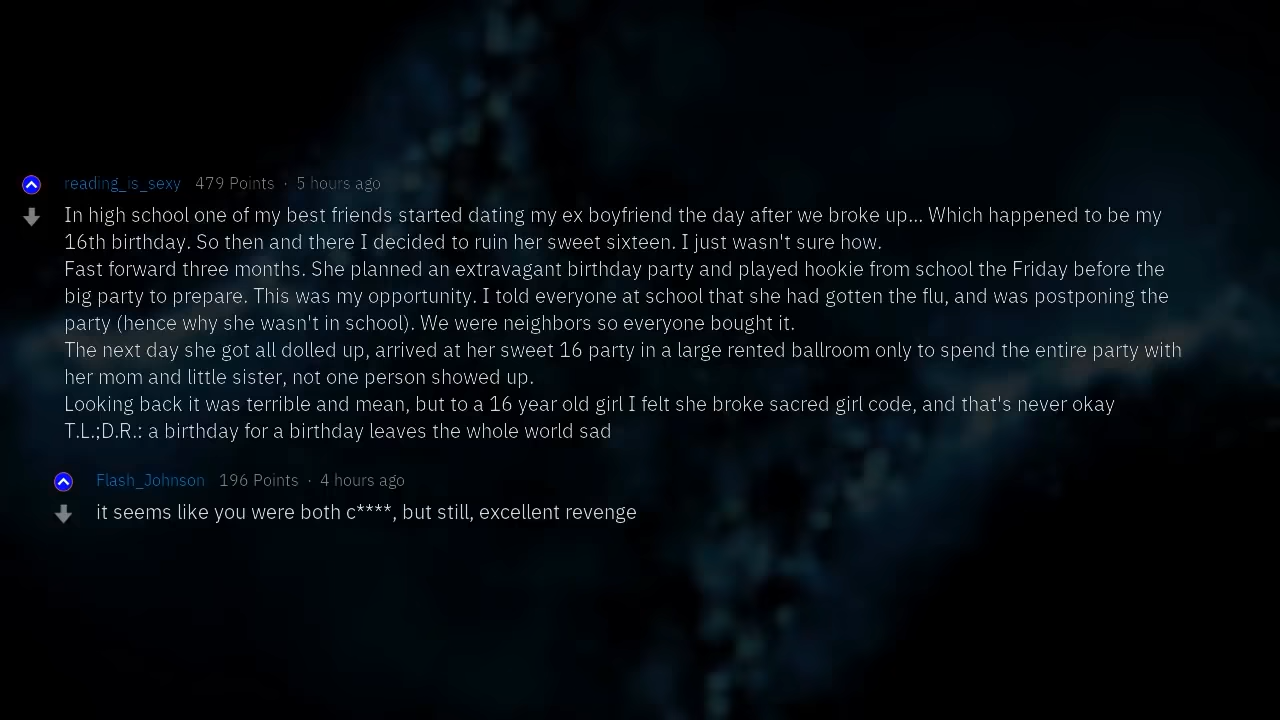 reading_is_sexy 479 Points · 5 hours ago
In high school one of my best friends started dating my ex boyfriend the day after we broke up... Which happened to be my
16th birthday. So then and there I decided to ruin her sweet sixteen. I just wasn't sure how.
Fast forward three months. She planned an extravagant birthday party and played hookie from school the Friday before the
big party to prepare. This was my opportunity. I told everyone at school that she had gotten the flu, and was postponing the
party (hence why she wasn't in school). We were neighbors so everyone bought it.
The next day she got all dolled up, arrived at her sweet 16 party in a large rented ballroom only to spend the entire party with
her mom and little sister, not one person showed up.
Looking back it was terrible and mean, but to a 16 year old girl I felt she broke sacred girl code, and that's never okay
T.L.;D.R.: a birthday for a birthday leaves the whole world sad
Flash_Johnson 196 Points · 4 hours ago
it seems like you were both c****, but still, excellent revenge